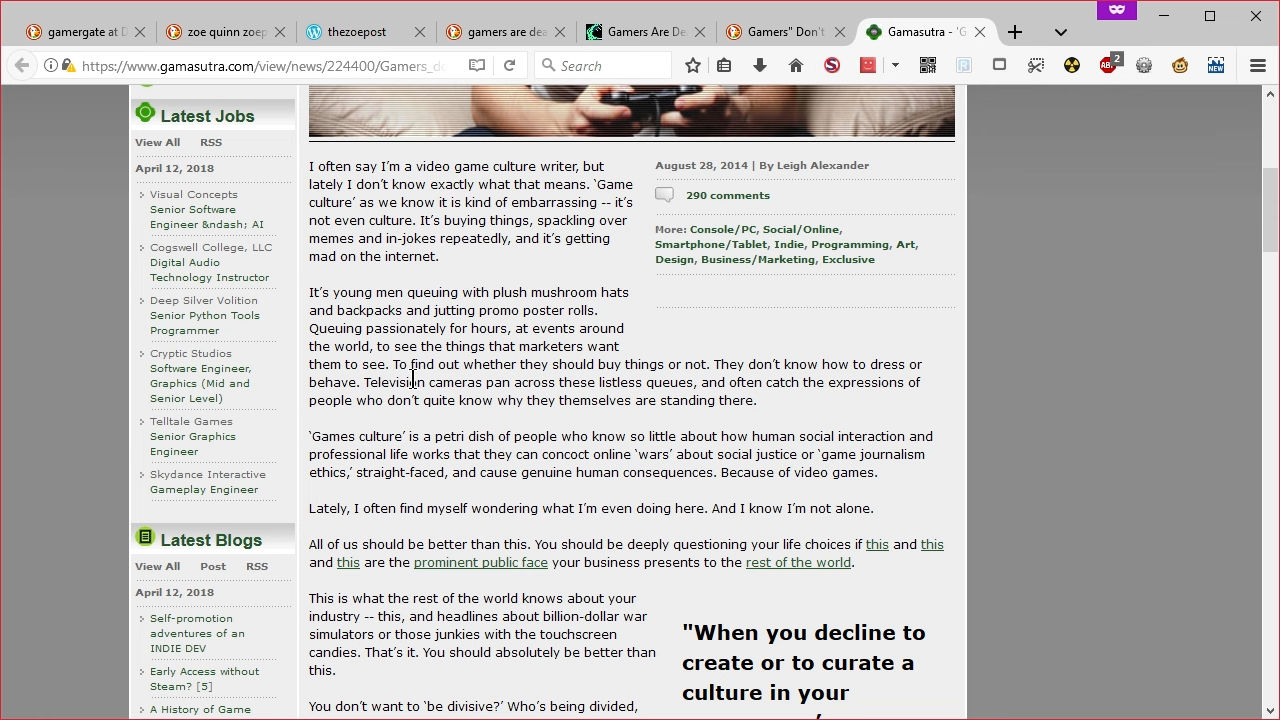 gamergate at D
zoe quinn zoep
thezoepost
gamers are dea
Gamers Are De
Gamers" Don't
Gamasutra - 'G
https://www.gamasutra.com/view/news/224400/Gamers_do
Search
S
ABP
2
NEW
Latest Jobs
View All RSS
April 12, 2018
Visual Concepts
Senior Software
Engineer &ndash; AI
Cogswell College, LLC
Digital Audio
Technology Instructor
Deep Silver Volition
Senior Python Tools
Programmer
Cryptic Studios
Software Engineer,
Graphics (Mid and
Senior Level)
Telltale Games
Senior Graphics
Engineer
Skydance Interactive
Gameplay Engineer
Latest Blogs
View All Post RSS
April 12, 2018
Self-promotion
adventures of an
INDIE DEV
Early Access without
Steam? [5]
A History of Game
I often say I'm a video game culture writer, but
lately I don't know exactly what that means. 'Game
culture' as we know it is kind of embarrassing -- it's
not even culture. It's buying things, spackling over
memes and in-jokes repeatedly, and it's getting
mad on the internet.
August 28, 2014 | By Leigh Alexander
290 comments
More: Console/PC, Social/Online,
Smartphone/Tablet, Indie, Programming, Art,
Design, Business/Marketing, Exclusive
It's young men queuing with plush mushroom hats
and backpacks and jutting promo poster rolls.
Queuing passionately for hours, at events around
the world, to see the things that marketers want
them to see. To find out whether they should buy things or not. They don't know how to dress or
behave. Television cameras pan across these listless queues, and often catch the expressions of
people who don't quite know why they themselves are standing there.
'Games culture' is a petri dish of people who know so little about how human social interaction and
professional life works that they can concoct online 'wars' about social justice or 'game journalism
ethics,' straight-faced, and cause genuine human consequences. Because of video games.
Lately, I often find myself wondering what I'm even doing here. And I know I'm not alone.
All of us should be better than this. You should be deeply questioning your life choices if this and this
and this are the prominent public face your business presents to the rest of the world.
This is what the rest of the world knows about your
industry -- this, and headlines about billion-dollar war
simulators or those junkies with the touchscreen
candies. That's it. You should absolutely be better than
this.
You don't want to 'be divisive?' Who's being divided,
"When you decline to
create or to curate a
culture in your